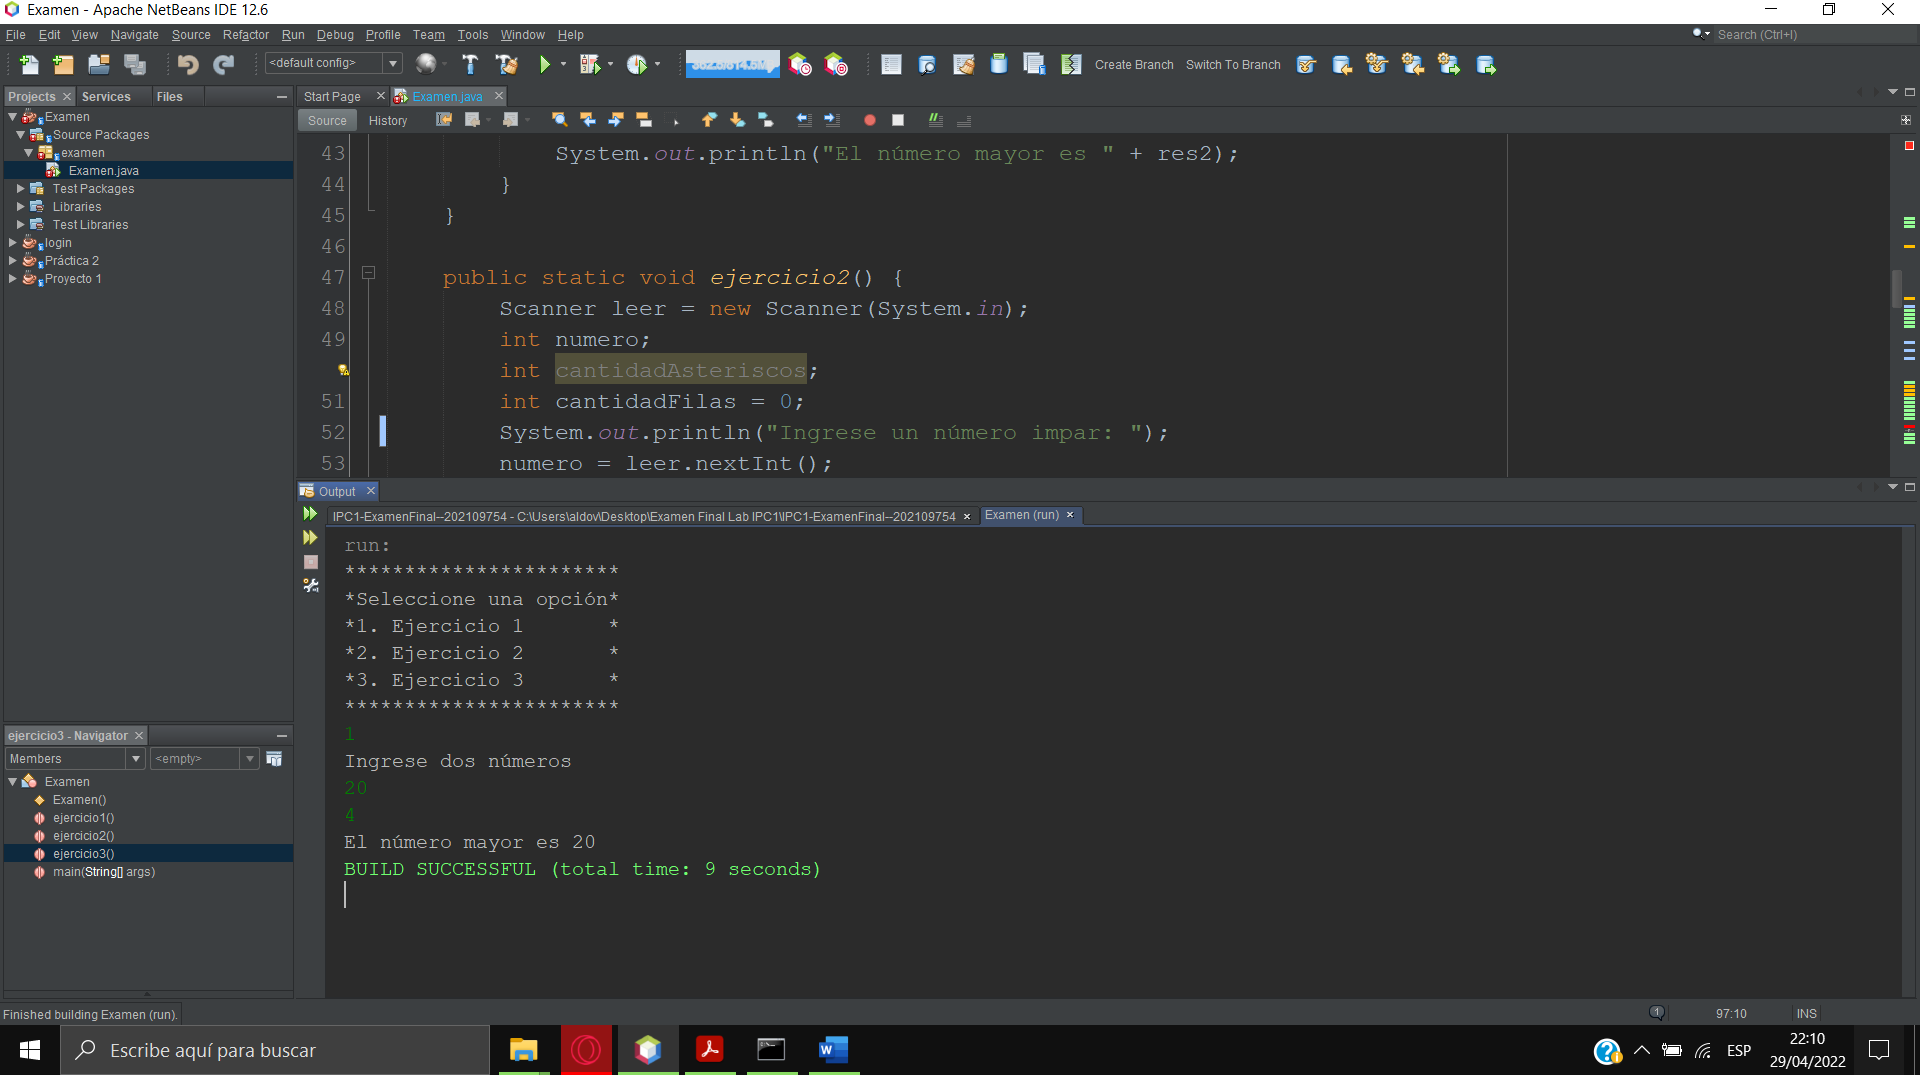 Examen - Apache NetBeans IDE 12.6
File Edit View Navigate Source Refactor Run Debug Profile Team Tools Window Help
Search (Ctrl+I)
<default config>
Create Branch Switch To Branch
Projects Services Files
Start Page Examen.java
Source History
Examen
Source Packages
examen
Examen.java
Test Packages
Libraries
Test Libraries
login
Práctica 2
Proyecto 1
43 System.out.println("El número mayor es " + res2);
44 }
45 }
46
47 public static void ejercicio2() {
48 Scanner leer = new Scanner(System.in);
49 int numero;
int cantidadAsteriscos;
51 int cantidadFilas = 0;
52 System.out.println("Ingrese un número impar: ");
53 numero = leer.nextInt();
Output
IPC1-ExamenFinal--202109754 - C:\Users\aldov\Desktop\Examen Final Lab IPC1\IPC1-ExamenFinal--202109754
Examen (run)
run:
***********************
*Seleccione una opción*
*1. Ejercicio 1       *
*2. Ejercicio 2       *
*3. Ejercicio 3       *
***********************
1
Ingrese dos números
20
4
El número mayor es 20
BUILD SUCCESSFUL (total time: 9 seconds)
ejercicio3 - Navigator
Members <empty>
Examen
Examen()
ejercicio1()
ejercicio2()
ejercicio3()
main(String[] args)
Finished building Examen (run).
1
97:10 INS
Escribe aquí para buscar
ESP
22:10
29/04/2022